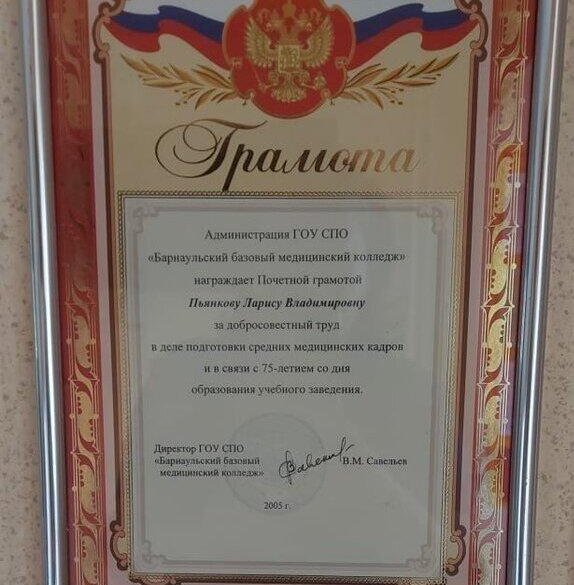 Грамота
Администрация ГОУ СПО
«Барнаульский базовый медицинский колледж»
награждает Почетной грамотой
Пьянкову Ларису Владимировну
за добросовестный труд
в деле подготовки средних медицинских кадров
и в связи с 75-летием со дня
образования учебного заведения.
Директор ГОУ СПО
«Барнаульский базовый
медицинский колледж»
В.М. Савельев
2005 г.